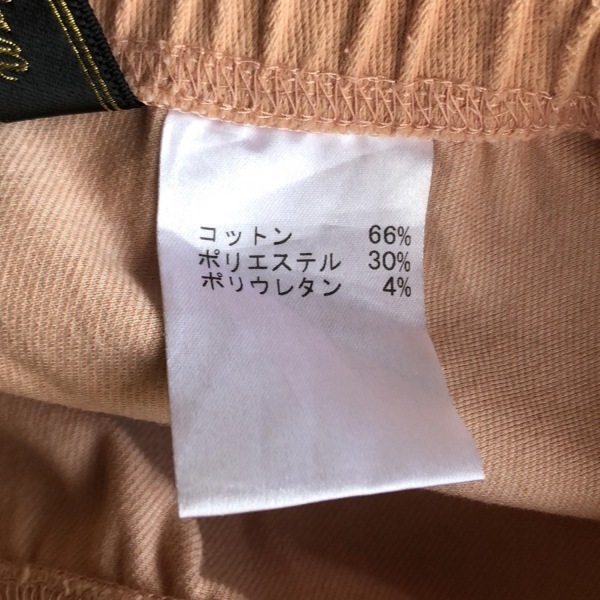 コットン 66%
ポリエステル 30%
ポリウレタン 4%